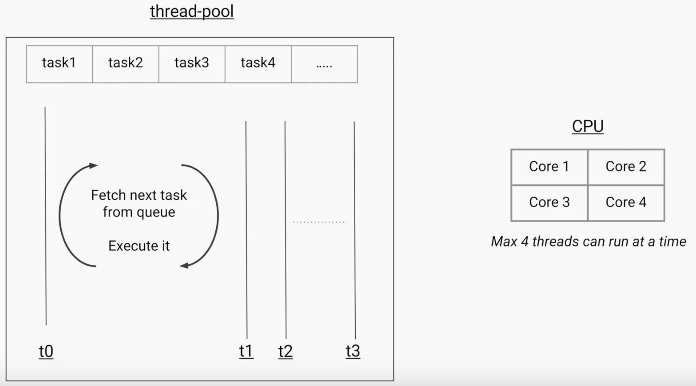 thread-pool
task1 task2 task3 task4 .....
Fetch next task
from queue
Execute it
t0 t1 t2 t3
CPU
Core 1 Core 2
Core 3 Core 4
Max 4 threads can run at a time